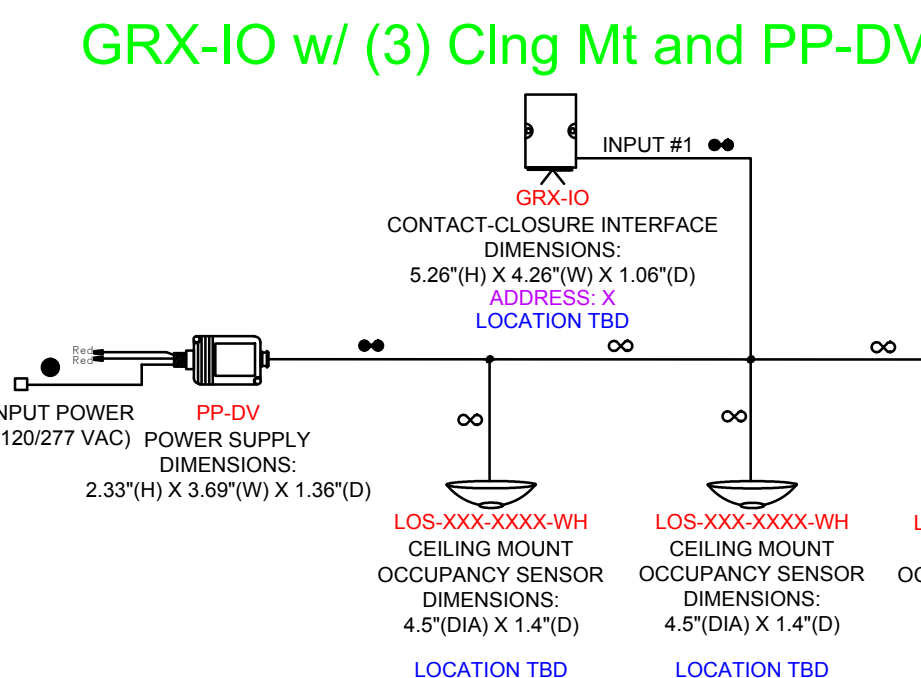 GRX-IO w/ (3) Clng Mt and PP-DV
INPUT #1
GRX-IO
CONTACT-CLOSURE INTERFACE
DIMENSIONS:
5.26"(H) X 4.26"(W) X 1.06"(D)
ADDRESS: X
LOCATION TBD
Red
Red
NPUT POWER
120/277 VAC)
PP-DV
POWER SUPPLY
DIMENSIONS:
2.33"(H) X 3.69"(W) X 1.36"(D)
LOS-XXX-XXXX-WH
CEILING MOUNT
OCCUPANCY SENSOR
DIMENSIONS:
4.5"(DIA) X 1.4"(D)
LOCATION TBD
LOS-XXX-XXXX-WH
CEILING MOUNT
OCCUPANCY SENSOR
DIMENSIONS:
4.5"(DIA) X 1.4"(D)
LOCATION TBD